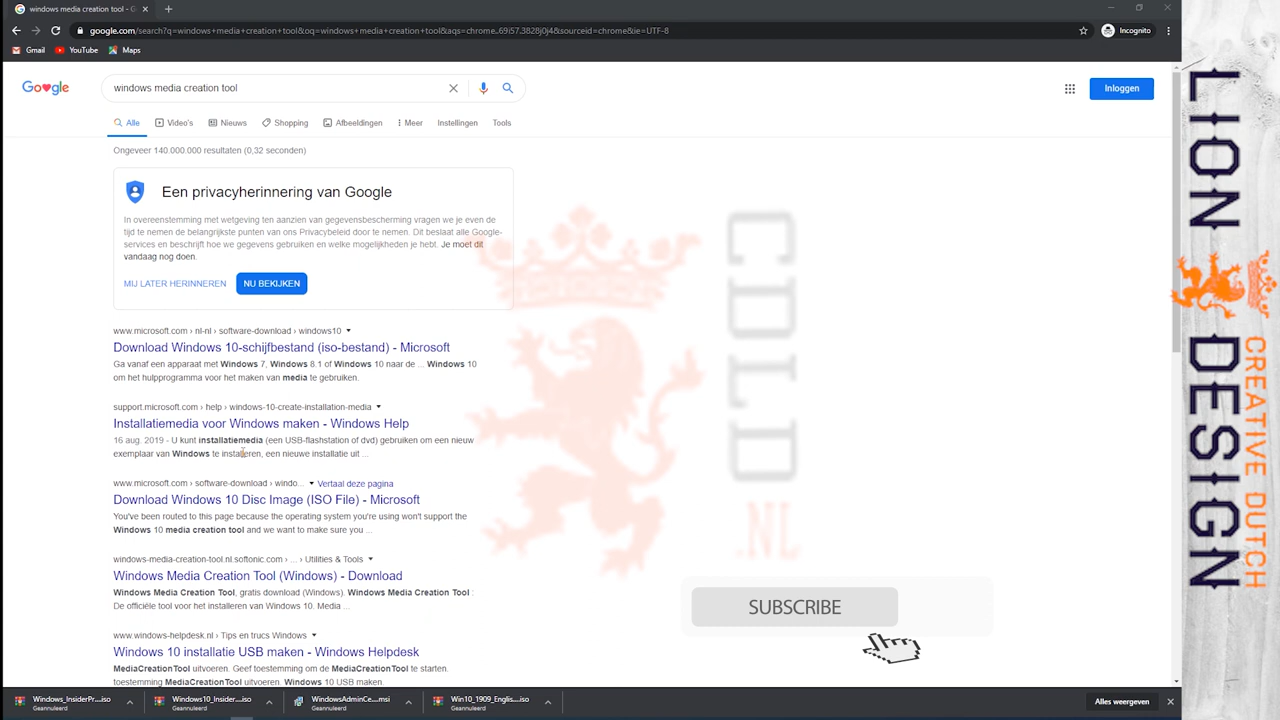 windows media creation tool - G
google.com/search?q=windows+media+creation+tool&oq=windows+media+creation+tool&aqs=chrome..69i57.3828j0j4&sourceid=chrome&ie=UTF-8
Incognito
Gmail
YouTube
Maps
Google
windows media creation tool
Inloggen
Alle
Video's
Nieuws
Shopping
Afbeeldingen
Meer
Instellingen
Tools
Ongeveer 140.000.000 resultaten (0,32 seconden)
Een privacyherinnering van Google
In overeenstemming met wetgeving ten aanzien van gegevensbescherming vragen we je even de
tijd te nemen de belangrijkste punten van ons Privacybeleid door te nemen. Dit beslaat alle Google-
services en beschrijft hoe we gegevens gebruiken en welke mogelijkheden je hebt. Je moet dit
vandaag nog doen.
MIJ LATER HERINNEREN
NU BEKIJKEN
www.microsoft.com › nl-nl › software-download › windows10
Download Windows 10-schijfbestand (iso-bestand) - Microsoft
Ga vanaf een apparaat met Windows 7, Windows 8.1 of Windows 10 naar de ... Windows 10
om het hulpprogramma voor het maken van media te gebruiken.
support.microsoft.com › help › windows-10-create-installation-media
Installatiemedia voor Windows maken - Windows Help
16 aug. 2019 - U kunt installatiemedia (een USB-flashstation of dvd) gebruiken om een nieuw
exemplaar van Windows te installeren, een nieuwe installatie uit ...
www.microsoft.com › software-download › windo...
Vertaal deze pagina
Download Windows 10 Disc Image (ISO File) - Microsoft
You've been routed to this page because the operating system you're using won't support the
Windows 10 media creation tool and we want to make sure you ...
windows-media-creation-tool.nl.softonic.com › ... › Utilities & Tools
Windows Media Creation Tool (Windows) - Download
Windows Media Creation Tool, gratis download (Windows). Windows Media Creation Tool :
De officiële tool voor het installeren van Windows 10. Media ...
www.windows-helpdesk.nl › Tips en trucs Windows
Windows 10 installatie USB maken - Windows Helpdesk
MediaCreationTool uitvoeren. Geef toestemming om de MediaCreationTool te starten.
MediaCreationTool uitvoeren. Windows 10 USB maken.
CDLD
.NL
SUBSCRIBE
Windows_InsiderPr....iso
Geannuleerd
Windows10_Insider....iso
Geannuleerd
WindowsAdminCe....msi
Geannuleerd
Win10_1909_Englis....iso
Geannuleerd
Alles weergeven
LION
DESIGN
CREATIVE DUTCH